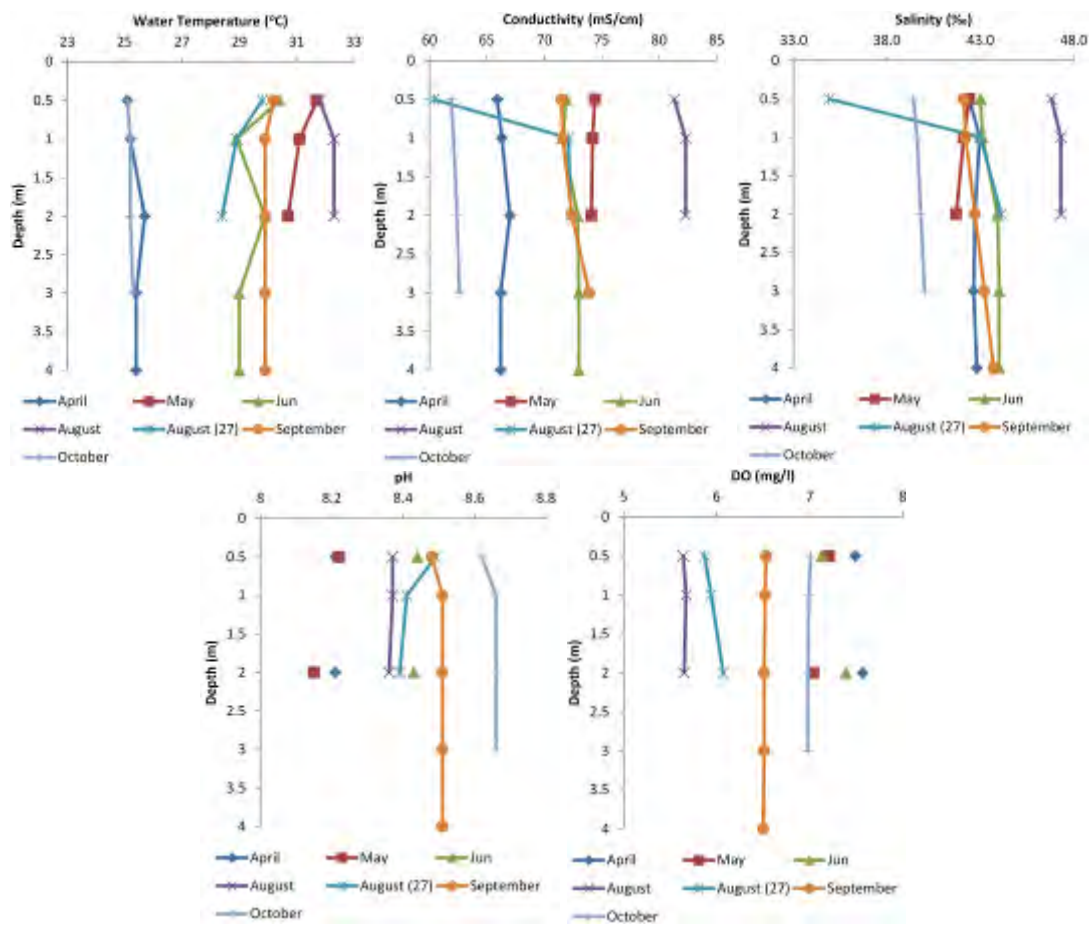 Water Temperature (°C)
23 25 27 29 31 33
0
0.5
1
1.5
2
2.5
3
3.5
4
Depth (m)
April May Jun
August August (27) September
October
Conductivity (mS/cm)
60 65 70 75 80 85
0
0.5
1
1.5
2
2.5
3
3.5
4
Depth (m)
April May Jun
August August (27) September
October
Salinity (‰)
33.0 38.0 43.0 48.0
0
0.5
1
1.5
2
2.5
3
3.5
4
Depth (m)
April May Jun
August August (27) September
October
pH
8 8.2 8.4 8.6 8.8
0
0.5
1
1.5
2
2.5
3
3.5
4
Depth (m)
April May Jun
August August (27) September
October
DO (mg/l)
5 6 7 8
0
0.5
1
1.5
2
2.5
3
3.5
4
Depth (m)
April May Jun
August August (27) September
October